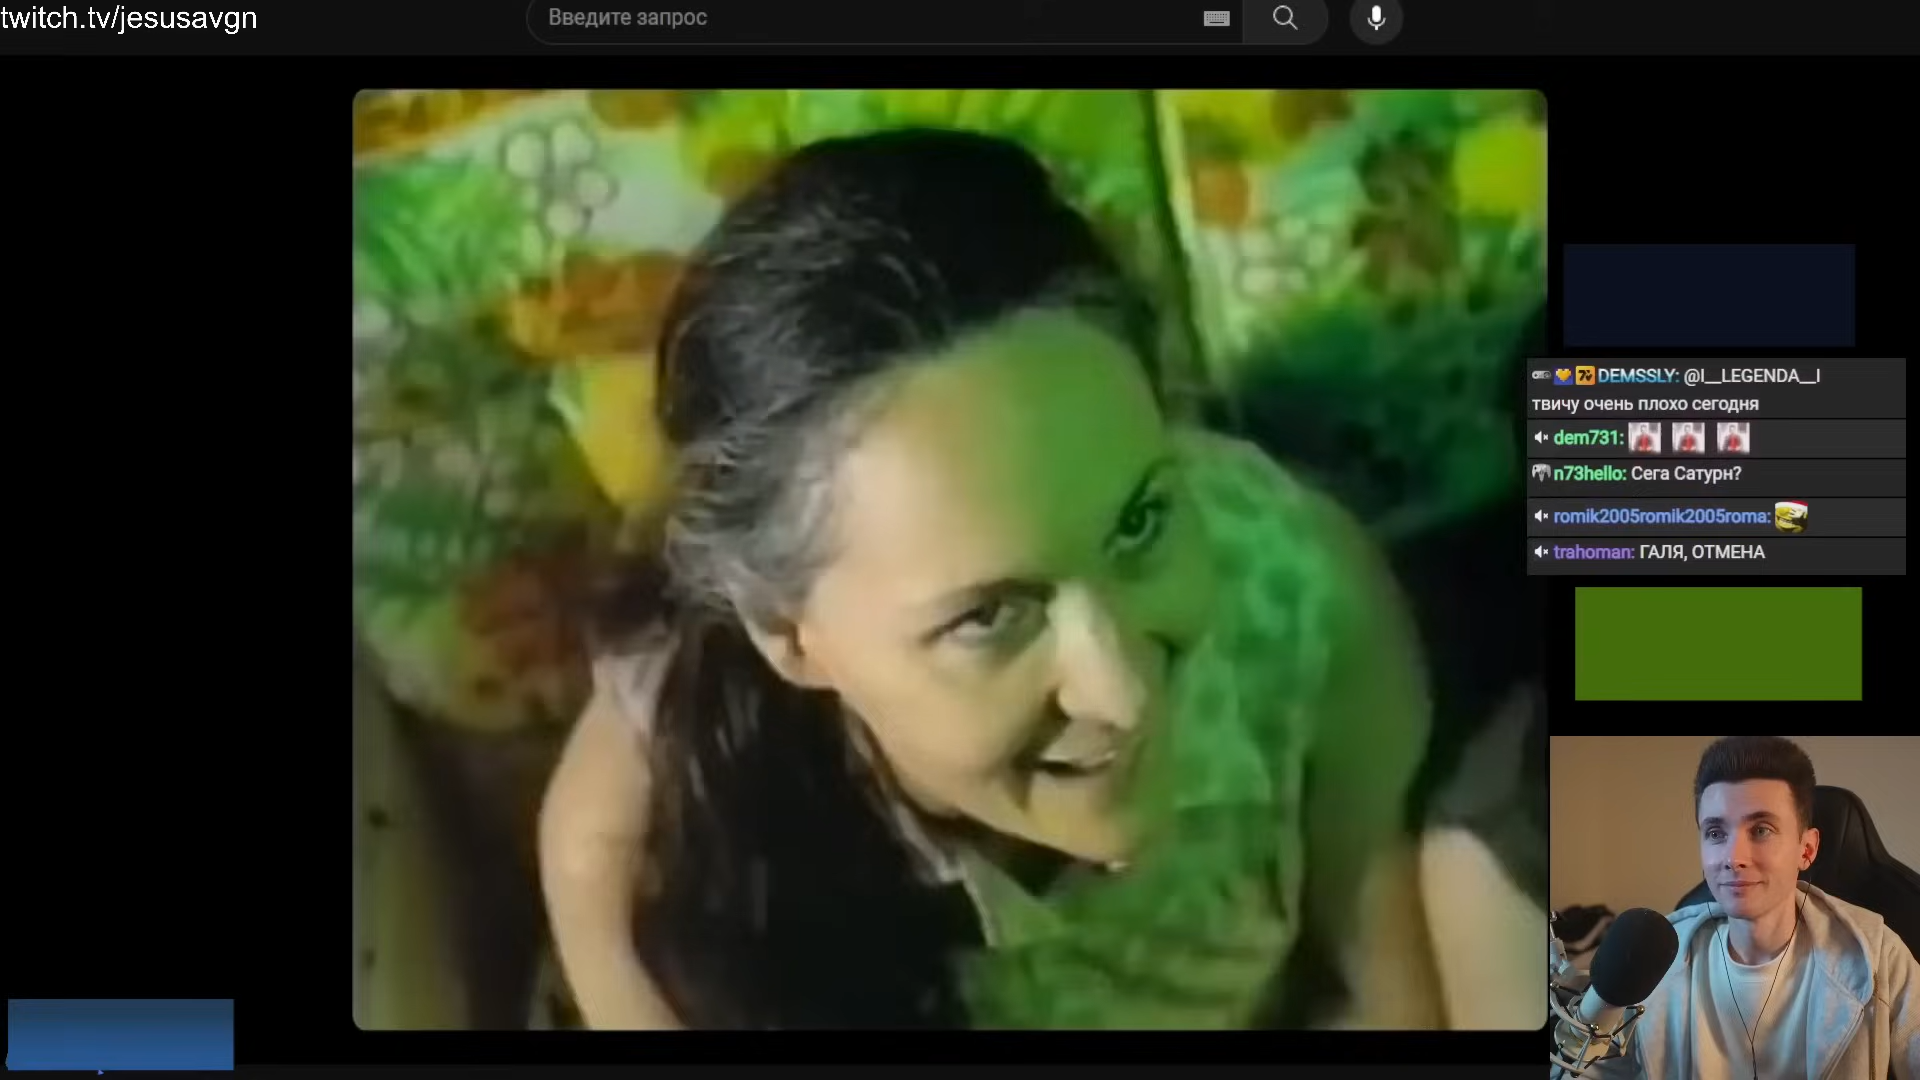 twitch.tv/jesusavgn
Введите запрос
DEMSSLY: @I__LEGENDA__I
твичу очень плохо сегодня
dem731:
n73hello: Сега Сатурн?
romik2005romik2005roma:
trahoman: ГАЛЯ, ОТМЕНА